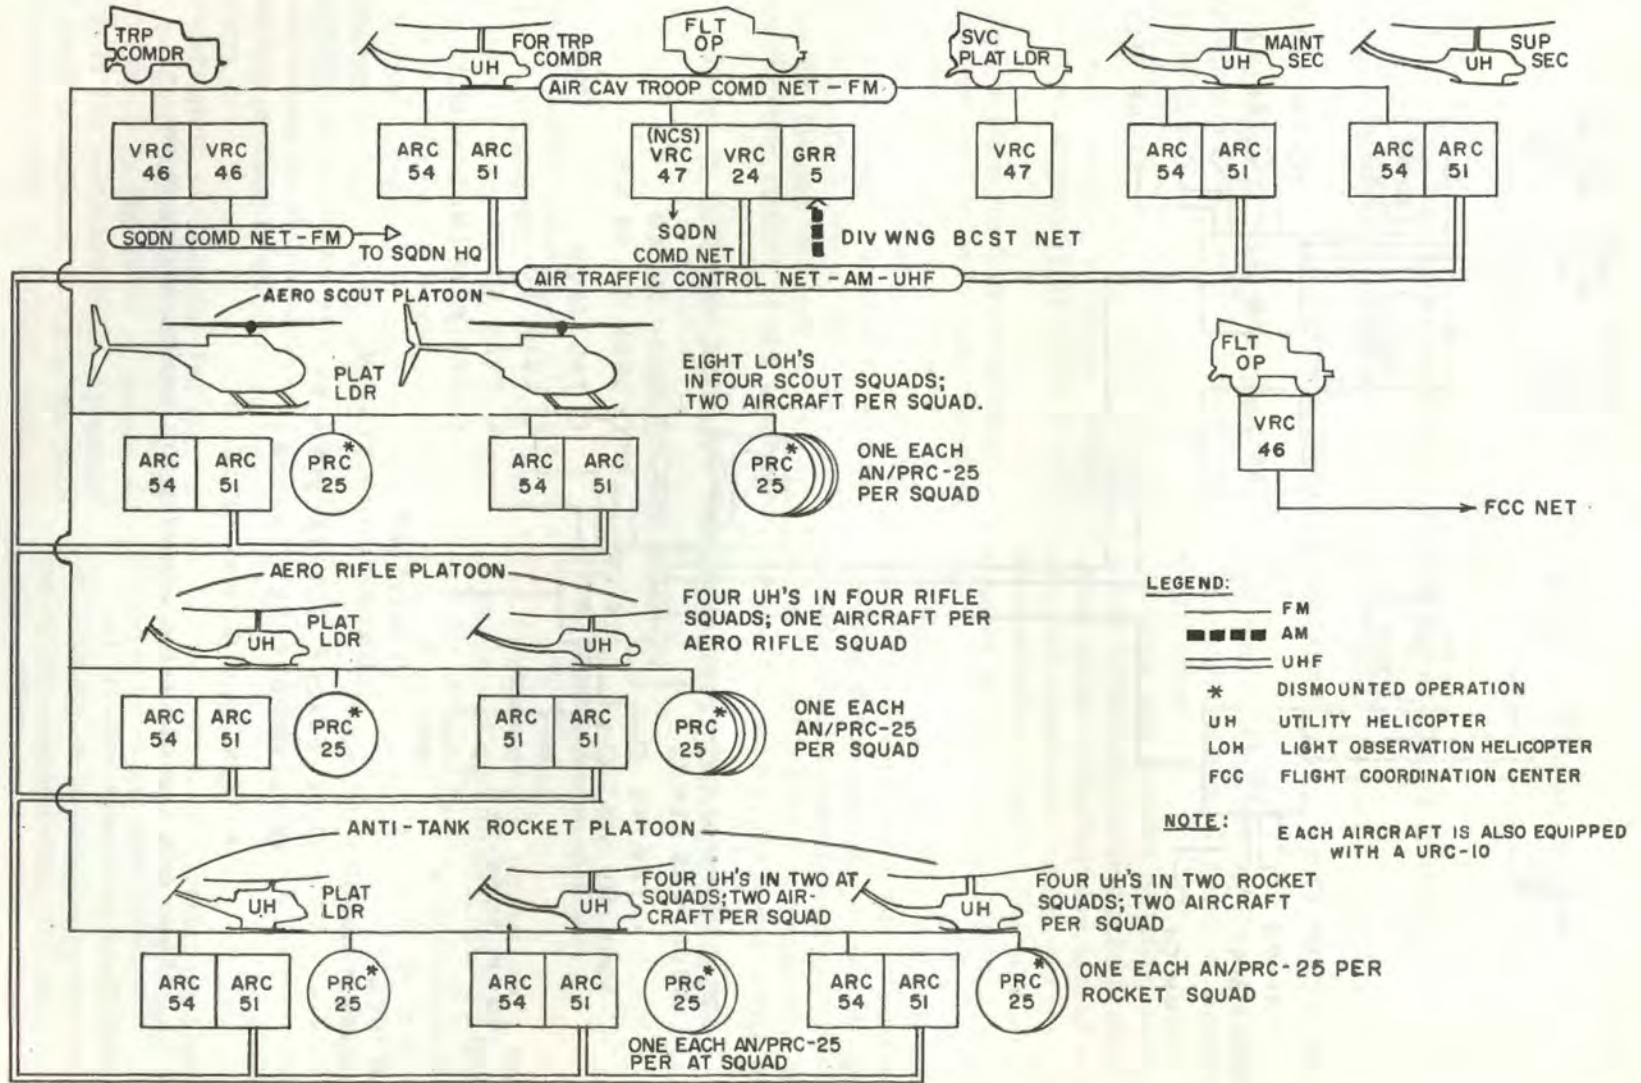 TRP
COMDR
UH
FOR TRP
COMDR
FLT
OP
SVC
PLAT LDR
UH
MAINT
SEC
UH
SUP
SEC
AIR CAV TROOP COMD NET - FM
VRC
46
VRC
46
ARC
54
ARC
51
(NCS)
VRC
47
VRC
24
GRR
5
VRC
47
ARC
54
ARC
51
ARC
54
ARC
51
SQDN COMD NET - FM
TO SQDN HQ
SQDN
COMD NET
DIV WNG BCST NET
AIR TRAFFIC CONTROL NET - AM - UHF
AERO SCOUT PLATOON
PLAT
LDR
EIGHT LOH'S
IN FOUR SCOUT SQUADS;
TWO AIRCRAFT PER SQUAD.
ARC
54
ARC
51
PRC*
25
ARC
54
ARC
51
PRC*
25
ONE EACH
AN/PRC-25
PER SQUAD
FLT
OP
VRC
46
FCC NET
AERO RIFLE PLATOON
UH
PLAT
LDR
UH
FOUR UH'S IN FOUR RIFLE
SQUADS; ONE AIRCRAFT PER
AERO RIFLE SQUAD
ARC
54
ARC
51
PRC*
25
ARC
51
ARC
51
PRC*
25
ONE EACH
AN/PRC-25
PER SQUAD
LEGEND:
FM
AM
UHF
* DISMOUNTED OPERATION
UH UTILITY HELICOPTER
LOH LIGHT OBSERVATION HELICOPTER
FCC FLIGHT COORDINATION CENTER
NOTE: EACH AIRCRAFT IS ALSO EQUIPPED
WITH A URC-10
ANTI-TANK ROCKET PLATOON
UH
PLAT
LDR
UH
FOUR UH'S IN TWO AT
SQUADS; TWO AIR-
CRAFT PER SQUAD
UH
FOUR UH'S IN TWO ROCKET
SQUADS; TWO AIRCRAFT
PER SQUAD
ARC
54
ARC
51
PRC*
25
ARC
54
ARC
51
PRC*
25
ONE EACH AN/PRC-25
PER AT SQUAD
ARC
54
ARC
51
PRC*
25
ONE EACH AN/PRC-25 PER
ROCKET SQUAD